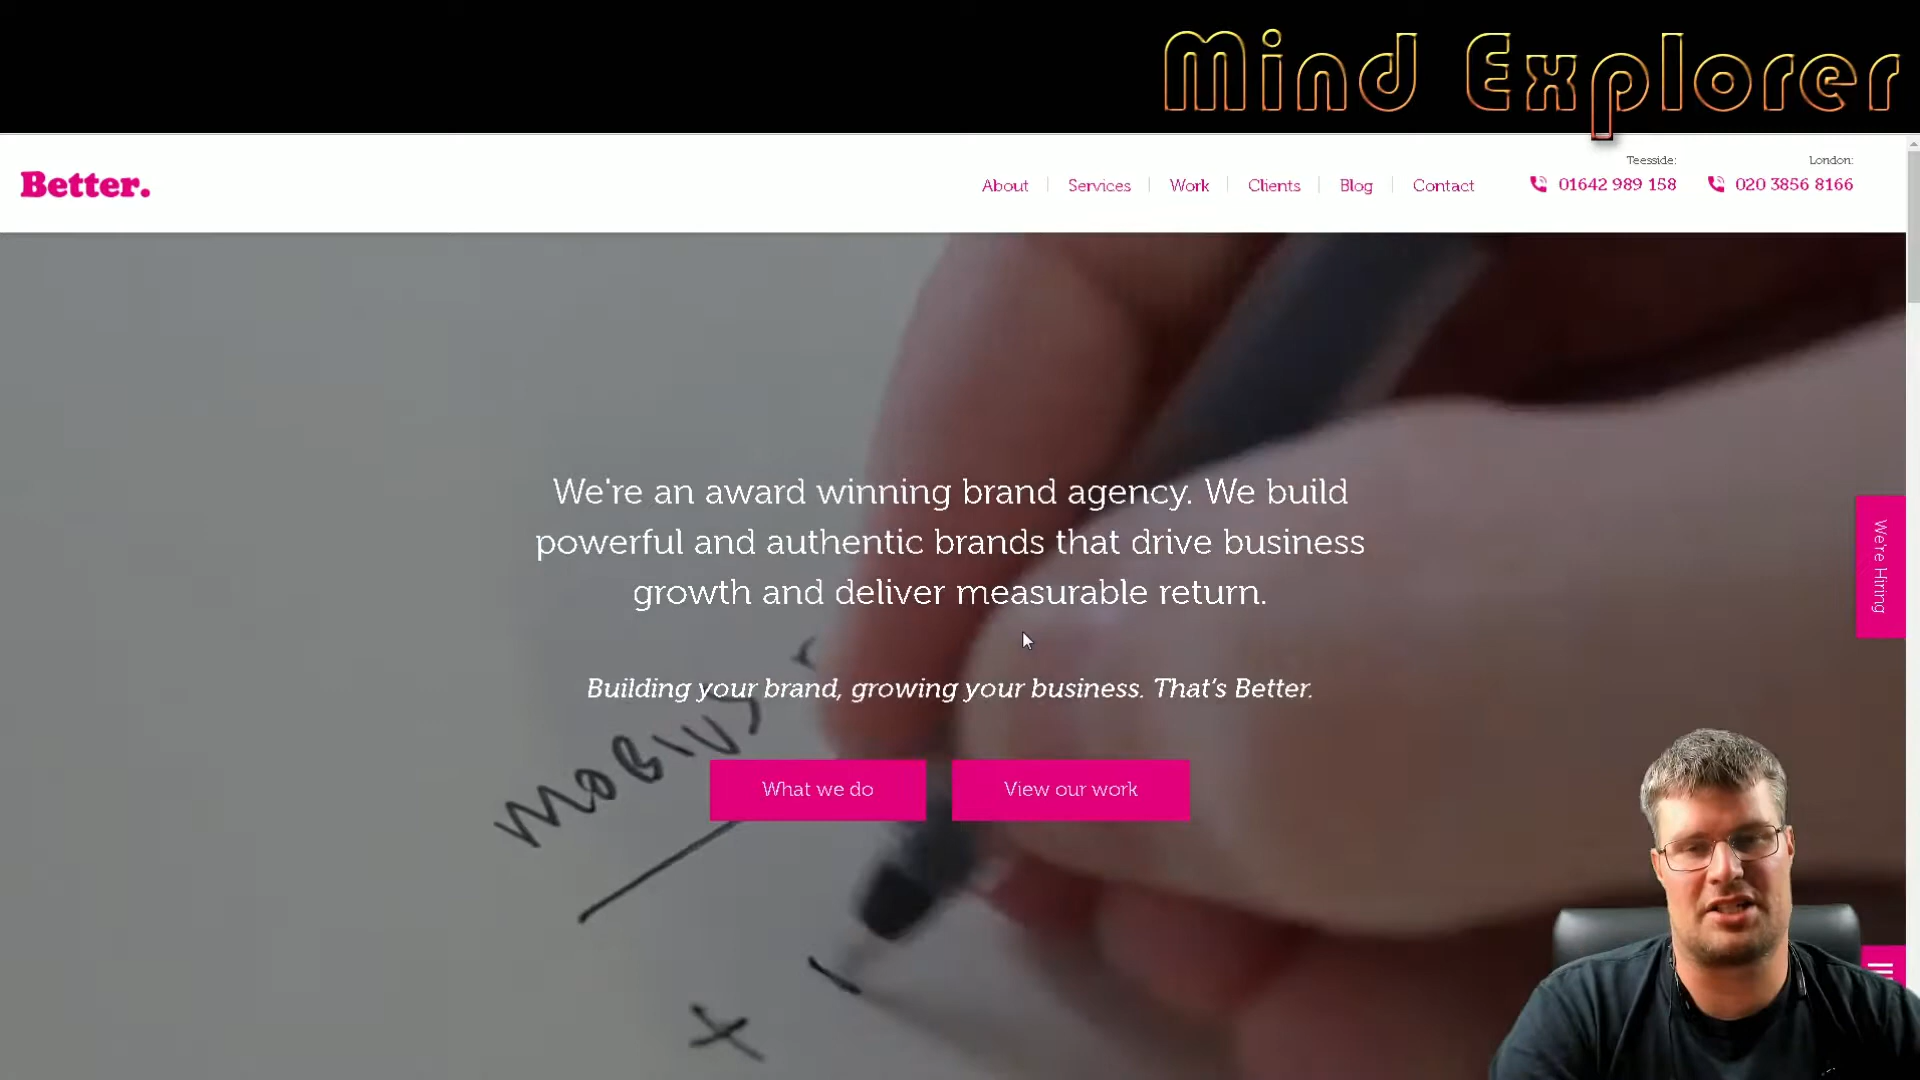 Mind Explorer
Better.
About
Services
Work
Clients
Blog
Contact
Teesside:
01642 989 158
London:
020 3856 8166
We're an award winning brand agency. We build
powerful and authentic brands that drive business
growth and deliver measurable return.
We're Hiring
Building your brand, growing your business. That's Better.
MOBIUS
What we do
View our work